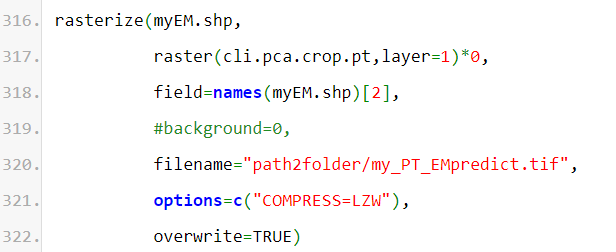 316. rasterize(myEM.shp,
317. raster(cli.pca.crop.pt,layer=1)*0,
318. field=names(myEM.shp)[2],
319. #background=0,
320. filename="path2folder/my_PT_EMpredict.tif",
321. options=c("COMPRESS=LZW"),
322. overwrite=TRUE)